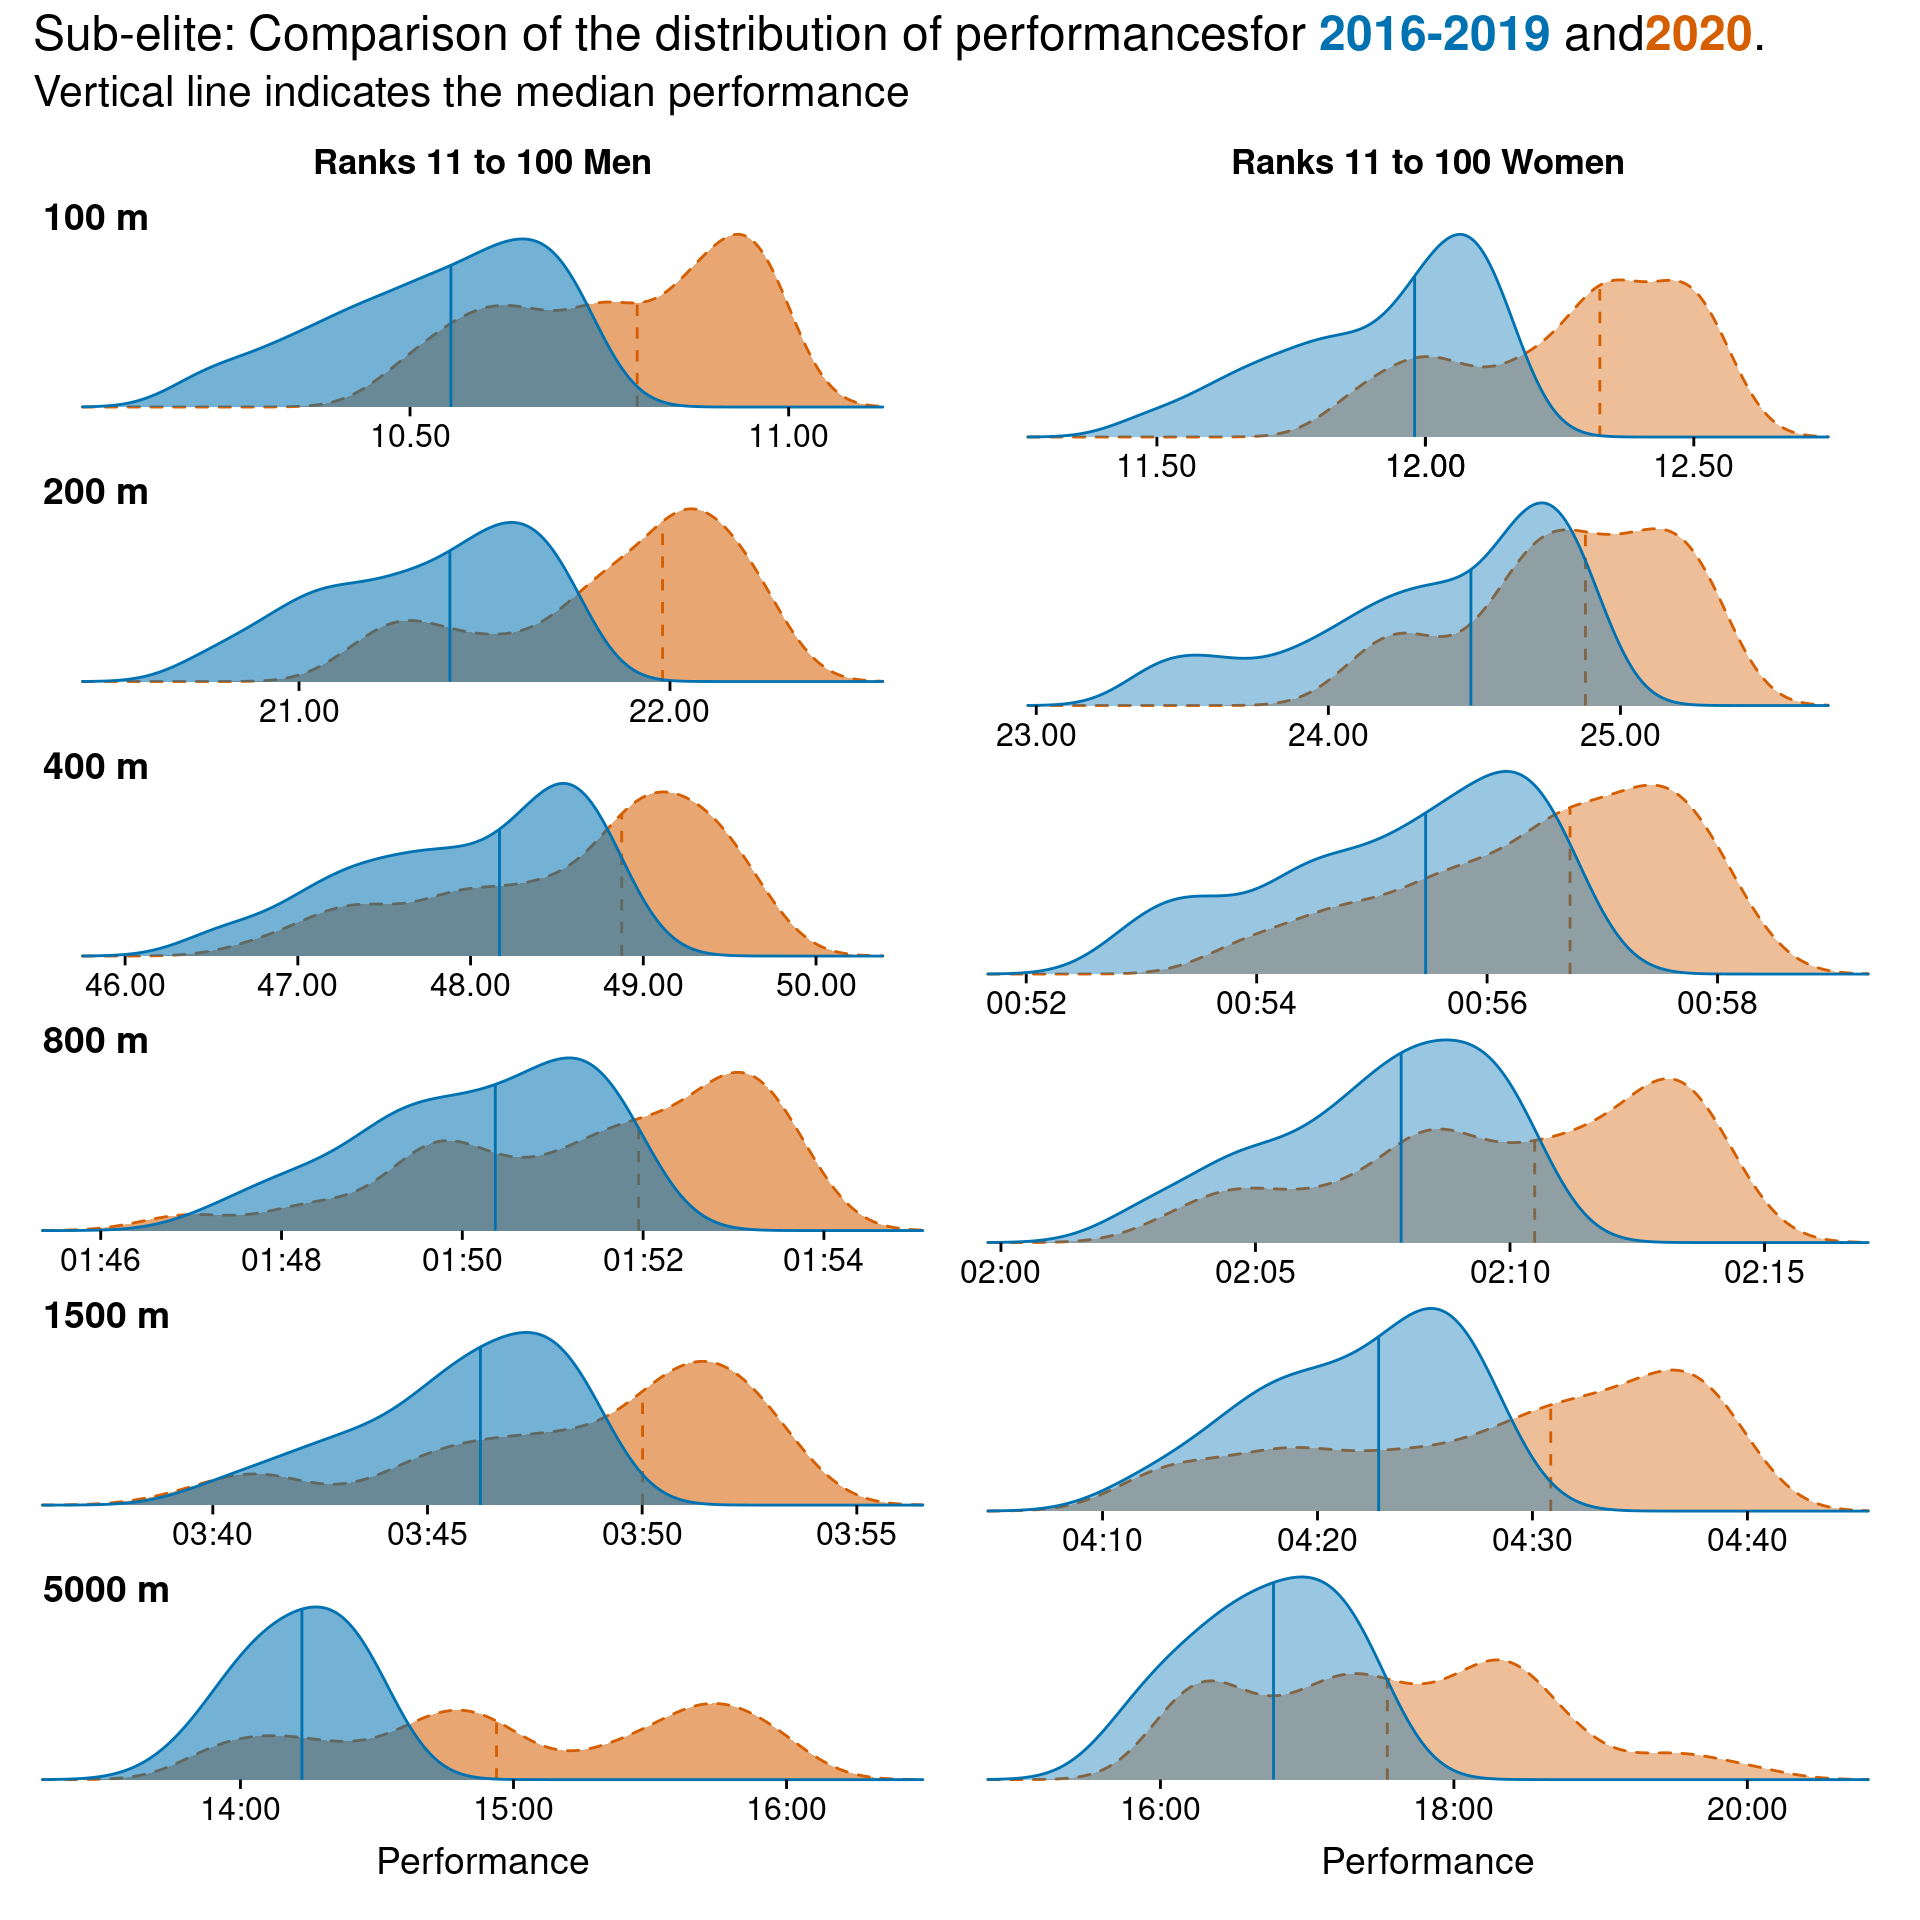 Sub-elite: Comparison of the distribution of performancesfor 2016-2019 and2020.
Vertical line indicates the median performance
Ranks 11 to 100 Men
Ranks 11 to 100 Women
100 m
10.50 11.00
11.50 12.00 12.50
200 m
21.00 22.00
23.00 24.00 25.00
400 m
46.00 47.00 48.00 49.00 50.00
00:52 00:54 00:56 00:58
800 m
01:46 01:48 01:50 01:52 01:54
02:00 02:05 02:10 02:15
1500 m
03:40 03:45 03:50 03:55
04:10 04:20 04:30 04:40
5000 m
14:00 15:00 16:00
16:00 18:00 20:00
Performance
Performance